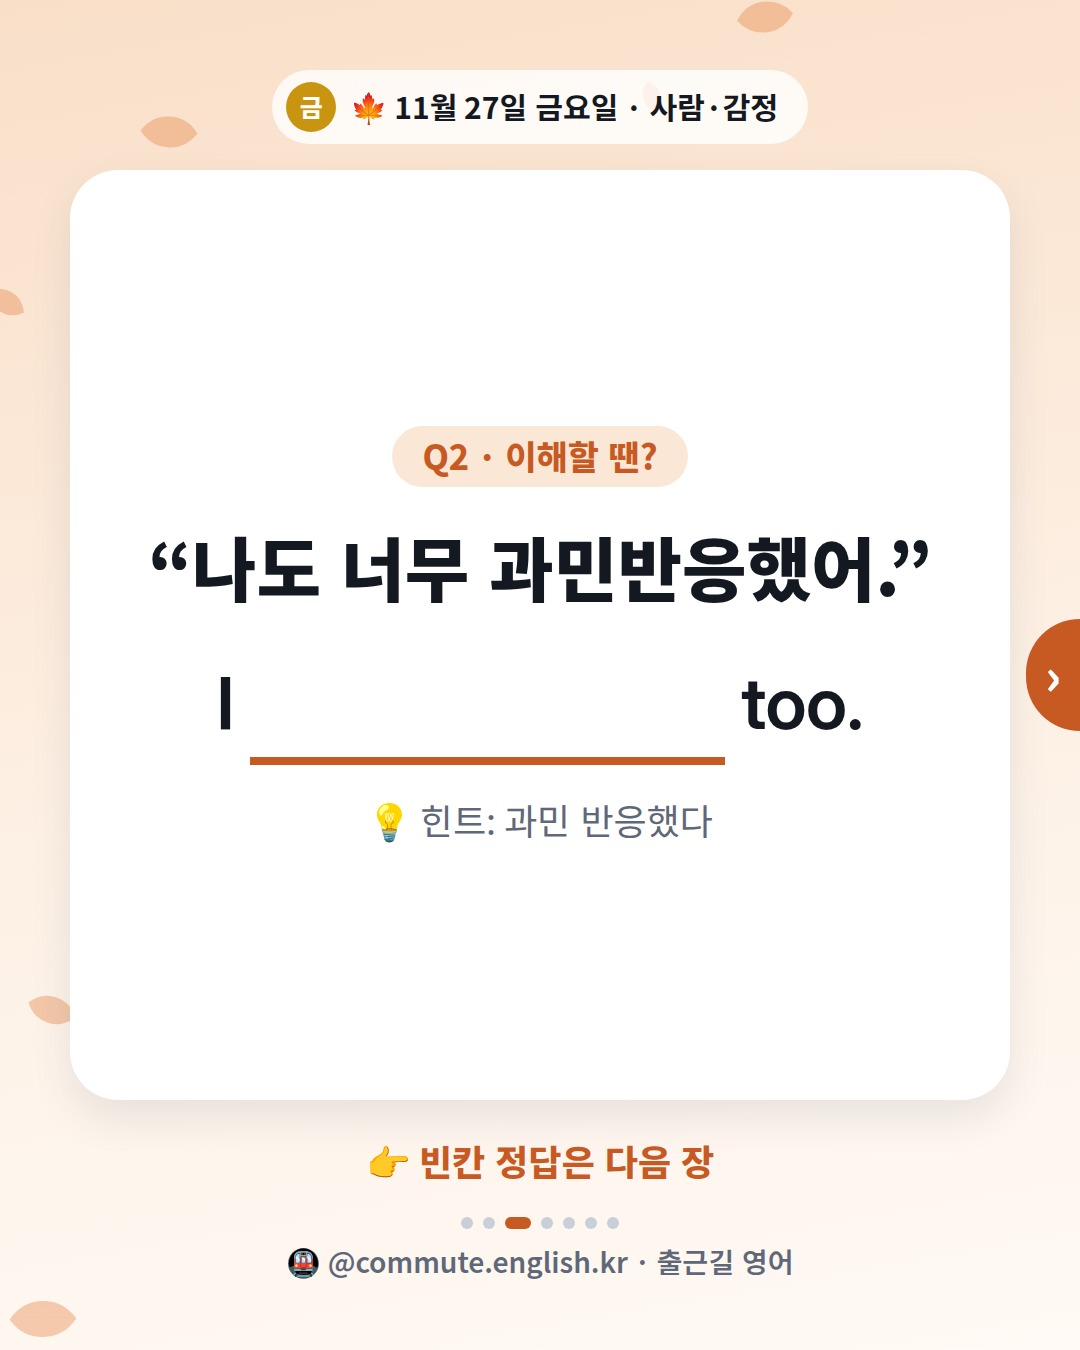 금 🍁 11월 27일 금요일 · 사람·감정
Q2 · 이해할 땐?
“나도 너무 과민반응했어.”
I ____________ too.
💡 힌트: 과민 반응했다
👉 빈칸 정답은 다음 장
🚇 @commute.english.kr · 출근길 영어